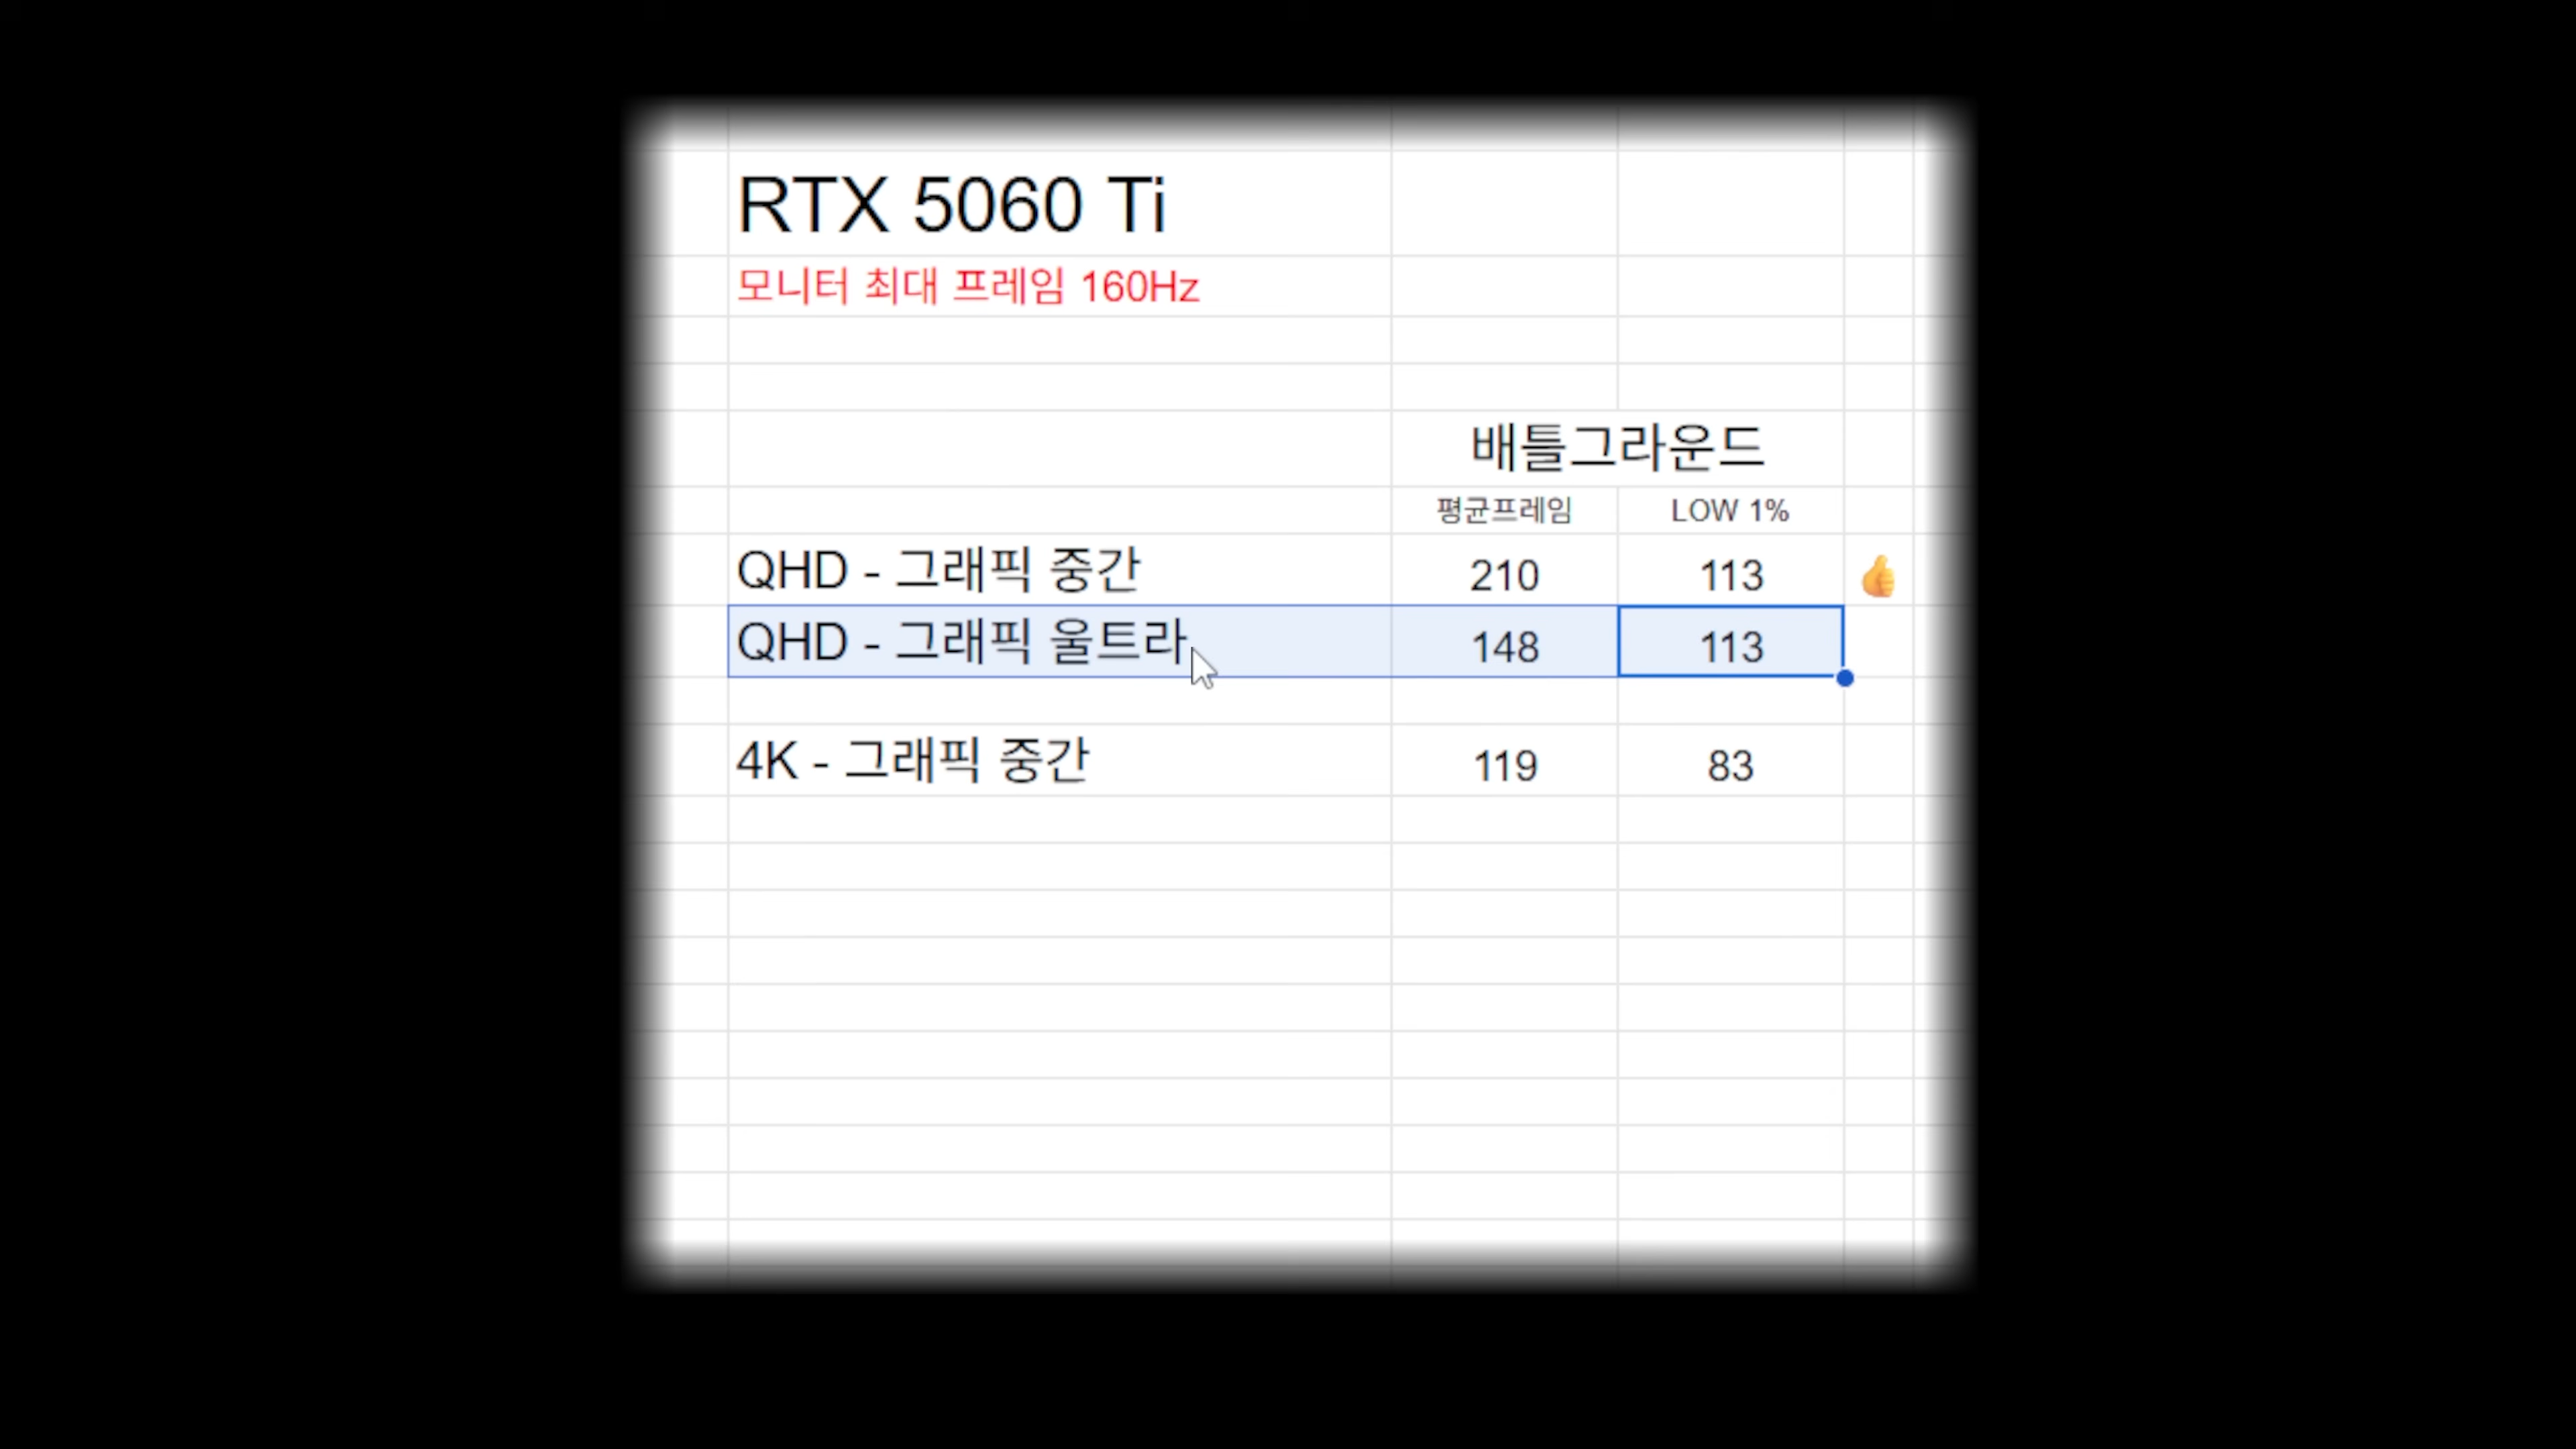 RTX 5060 Ti
모니터 최대 프레임 160Hz
배틀그라운드
평균프레임 LOW 1%
QHD - 그래픽 중간 210 113 👍
QHD - 그래픽 울트라 148 113
4K - 그래픽 중간 119 83